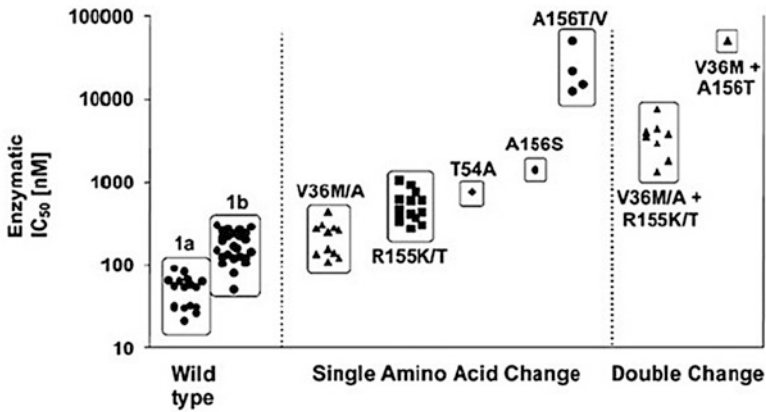 Enzymatic
IC50 [nM]
100000
10000
1000
100
10
1a
1b
V36M/A
R155K/T
T54A
A156S
A156T/V
V36M/A +
R155K/T
V36M +
A156T
Wild
type
Single Amino Acid Change
Double Change